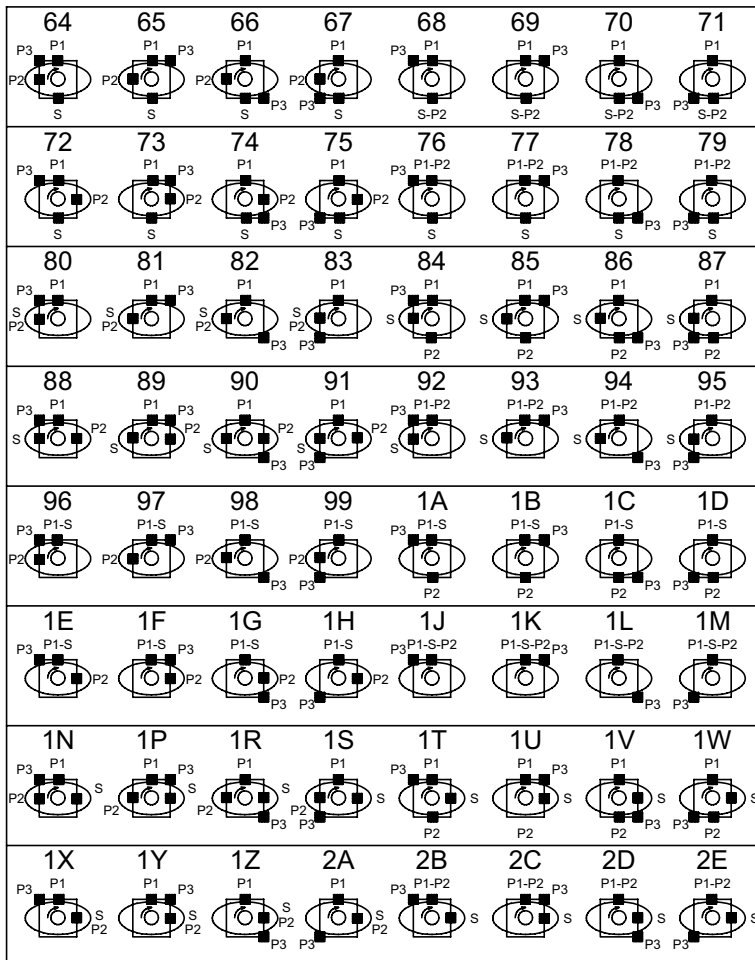 64 65 66 67 68 69 70 71
P3 P1 P1 P3 P1 P1 P3 P1 P1 P3 P1 P1
P2 P2 P2 P2
P3 P3 P3 P3
S S S S S-P2 S-P2 S-P2 S-P2
72 73 74 75 76 77 78 79
P3 P1 P1 P3 P1 P1 P3 P1-P2 P1-P2 P3 P1-P2 P1-P2
P2 P2 P2 P2
P3 P3 P3 P3
S S S S S S S S
80 81 82 83 84 85 86 87
P3 P1 P1 P3 P1 P1 P3 P1 P1 P3 P1 P1
S S S S S S S S
P2 P2 P2 P2
P3 P3 P2 P2 P2 P3 P3 P2
88 89 90 91 92 93 94 95
P3 P1 P1 P3 P1 P1 P3 P1-P2 P1-P2 P3 P1-P2 P1-P2
P2 P2 P2 P2
S S S S S S S S
P3 P3 P3 P3
96 97 98 99 1A 1B 1C 1D
P3 P1-S P1-S P3 P1-S P1-S P3 P1-S P1-S P3 P1-S P1-S
P2 P2 P2 P2
P3 P3 P2 P2 P2 P3 P3 P2
1E 1F 1G 1H 1J 1K 1L 1M
P3 P1-S P1-S P3 P1-S P1-S P3 P1-S-P2 P1-S-P2 P3 P1-S-P2 P1-S-P2
P2 P2 P2 P2
P3 P3 P3 P3
1N 1P 1R 1S 1T 1U 1V 1W
P3 P1 P1 P3 P1 P1 P3 P1 P1 P3 P1 P1
S S S S S S S S
P2 P2 P2 P2
P3 P3 P2 P2 P2 P3 P3 P2
1X 1Y 1Z 2A 2B 2C 2D 2E
P3 P1 P1 P3 P1 P1 P3 P1-P2 P1-P2 P3 P1-P2 P1-P2
S S S S S S S S
P2 P2 P2 P2
P3 P3 P3 P3